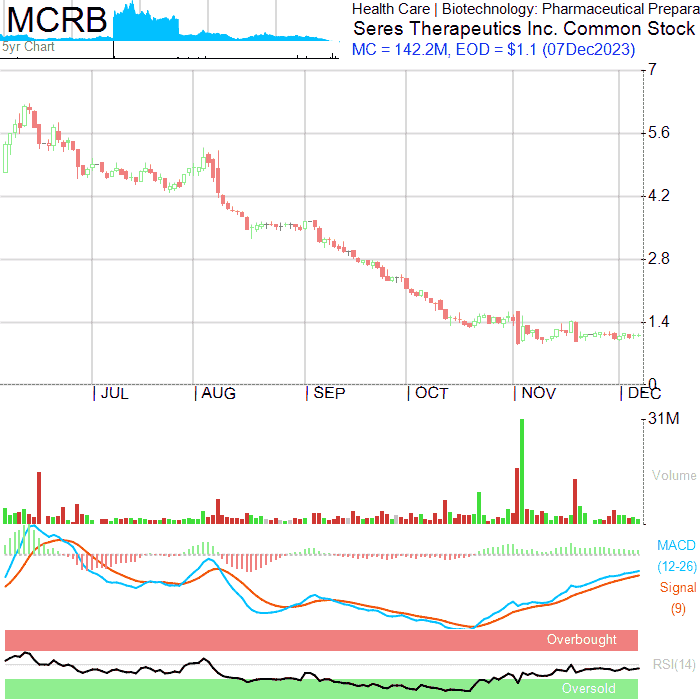 MCRB
5yr Chart
Health Care | Biotechnology: Pharmaceutical Prepara
Seres Therapeutics Inc. Common Stock
MC = 142.2M, EOD = $1.1 (07Dec2023)
7
5.6
4.2
2.8
1.4
0
JUL
AUG
SEP
OCT
NOV
DEC
31M
Volume
MACD
(12-26)
Signal
(9)
Overbought
RSI(14)
Oversold